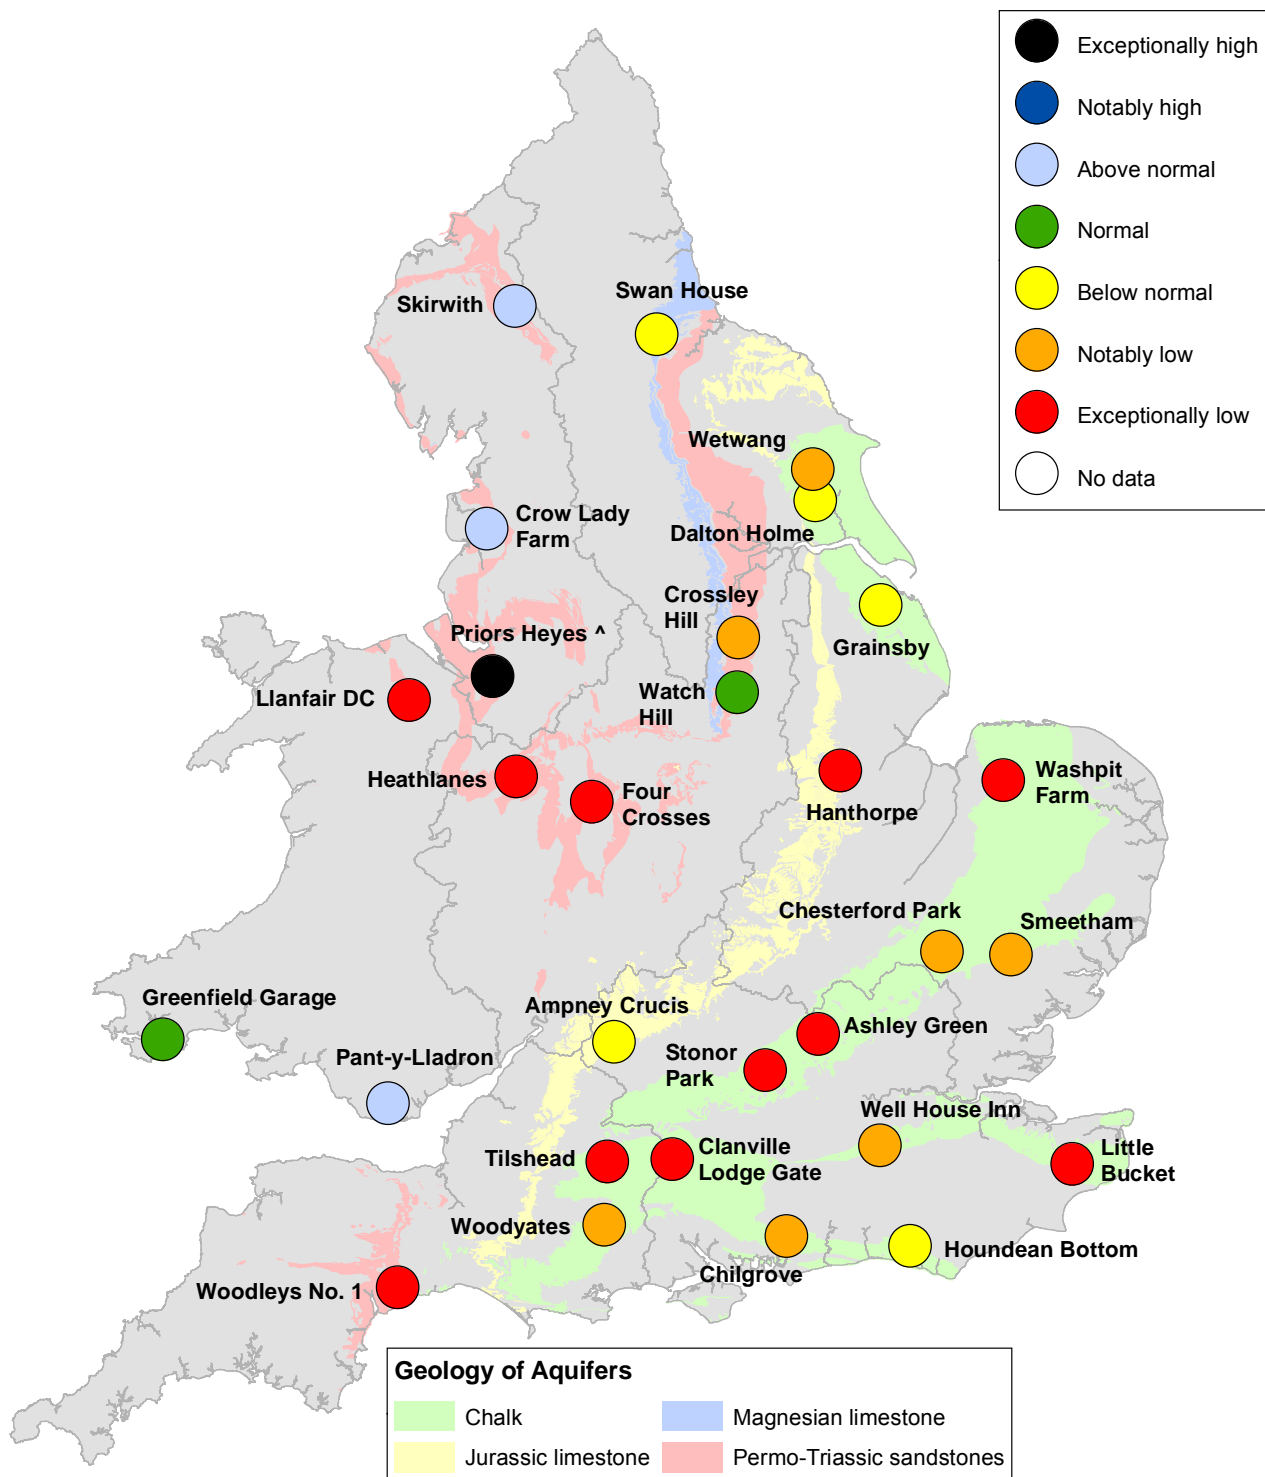 Exceptionally high
Notably high
Above normal
Normal
Below normal
Notably low
Exceptionally low
No data
Skirwith
Swan House
Wetwang
Crow Lady
Farm
Dalton Holme
Crossley
Hill
Priors Heyes ^
Grainsby
Llanfair DC
Watch
Hill
Heathlanes
Four
Crosses
Hanthorpe
Washpit
Farm
Chesterford Park
Smeetham
Greenfield Garage
Ampney Crucis
Ashley Green
Pant-y-Lladron
Stonor
Park
Well House Inn
Tilshead
Clanville
Lodge Gate
Little
Bucket
Woodyates
Houndean Bottom
Chilgrove
Woodleys No. 1
Geology of Aquifers
Chalk
Magnesian limestone
Jurassic limestone
Permo-Triassic sandstones